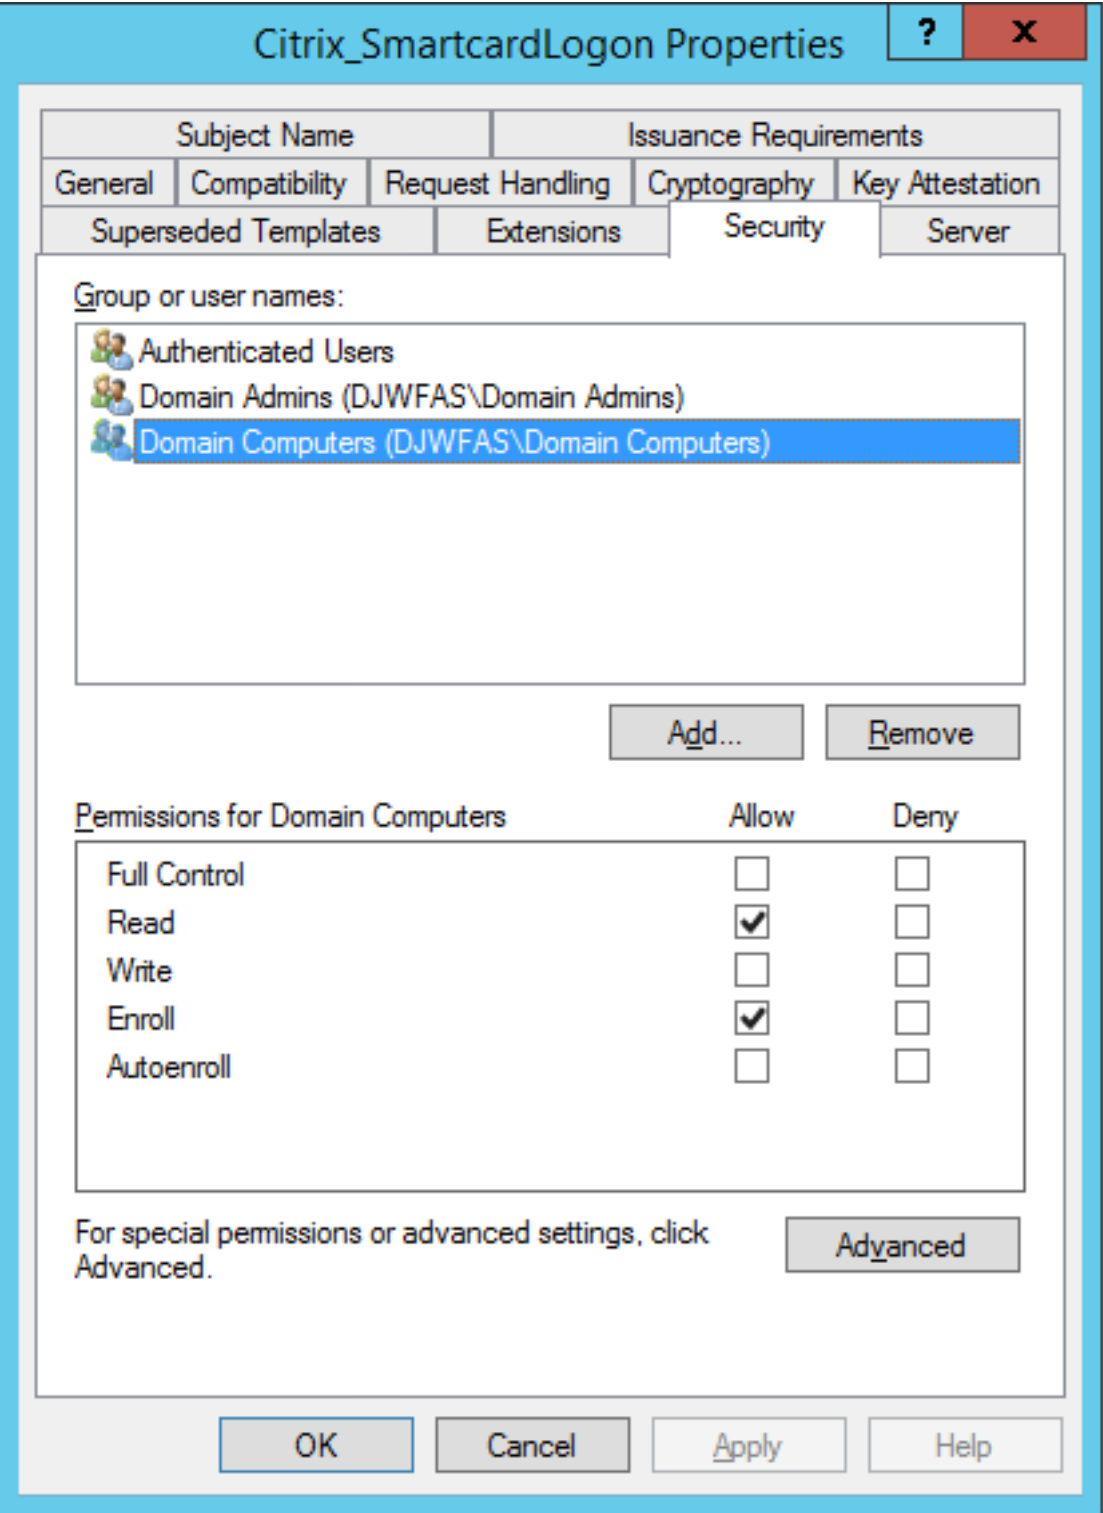 Citrix_SmartcardLogon Properties
?
x
Subject Name
Issuance Requirements
General
Compatibility
Request Handling
Cryptography
Key Attestation
Superseded Templates
Extensions
Security
Server
Group or user names:
Authenticated Users
Domain Admins (DJWFAS\Domain Admins)
Domain Computers (DJWFAS\Domain Computers)
Add...
Remove
Permissions for Domain Computers
Allow
Deny
Full Control
Read
Write
Enroll
Autoenroll
For special permissions or advanced settings, click
Advanced.
Advanced
OK
Cancel
Apply
Help